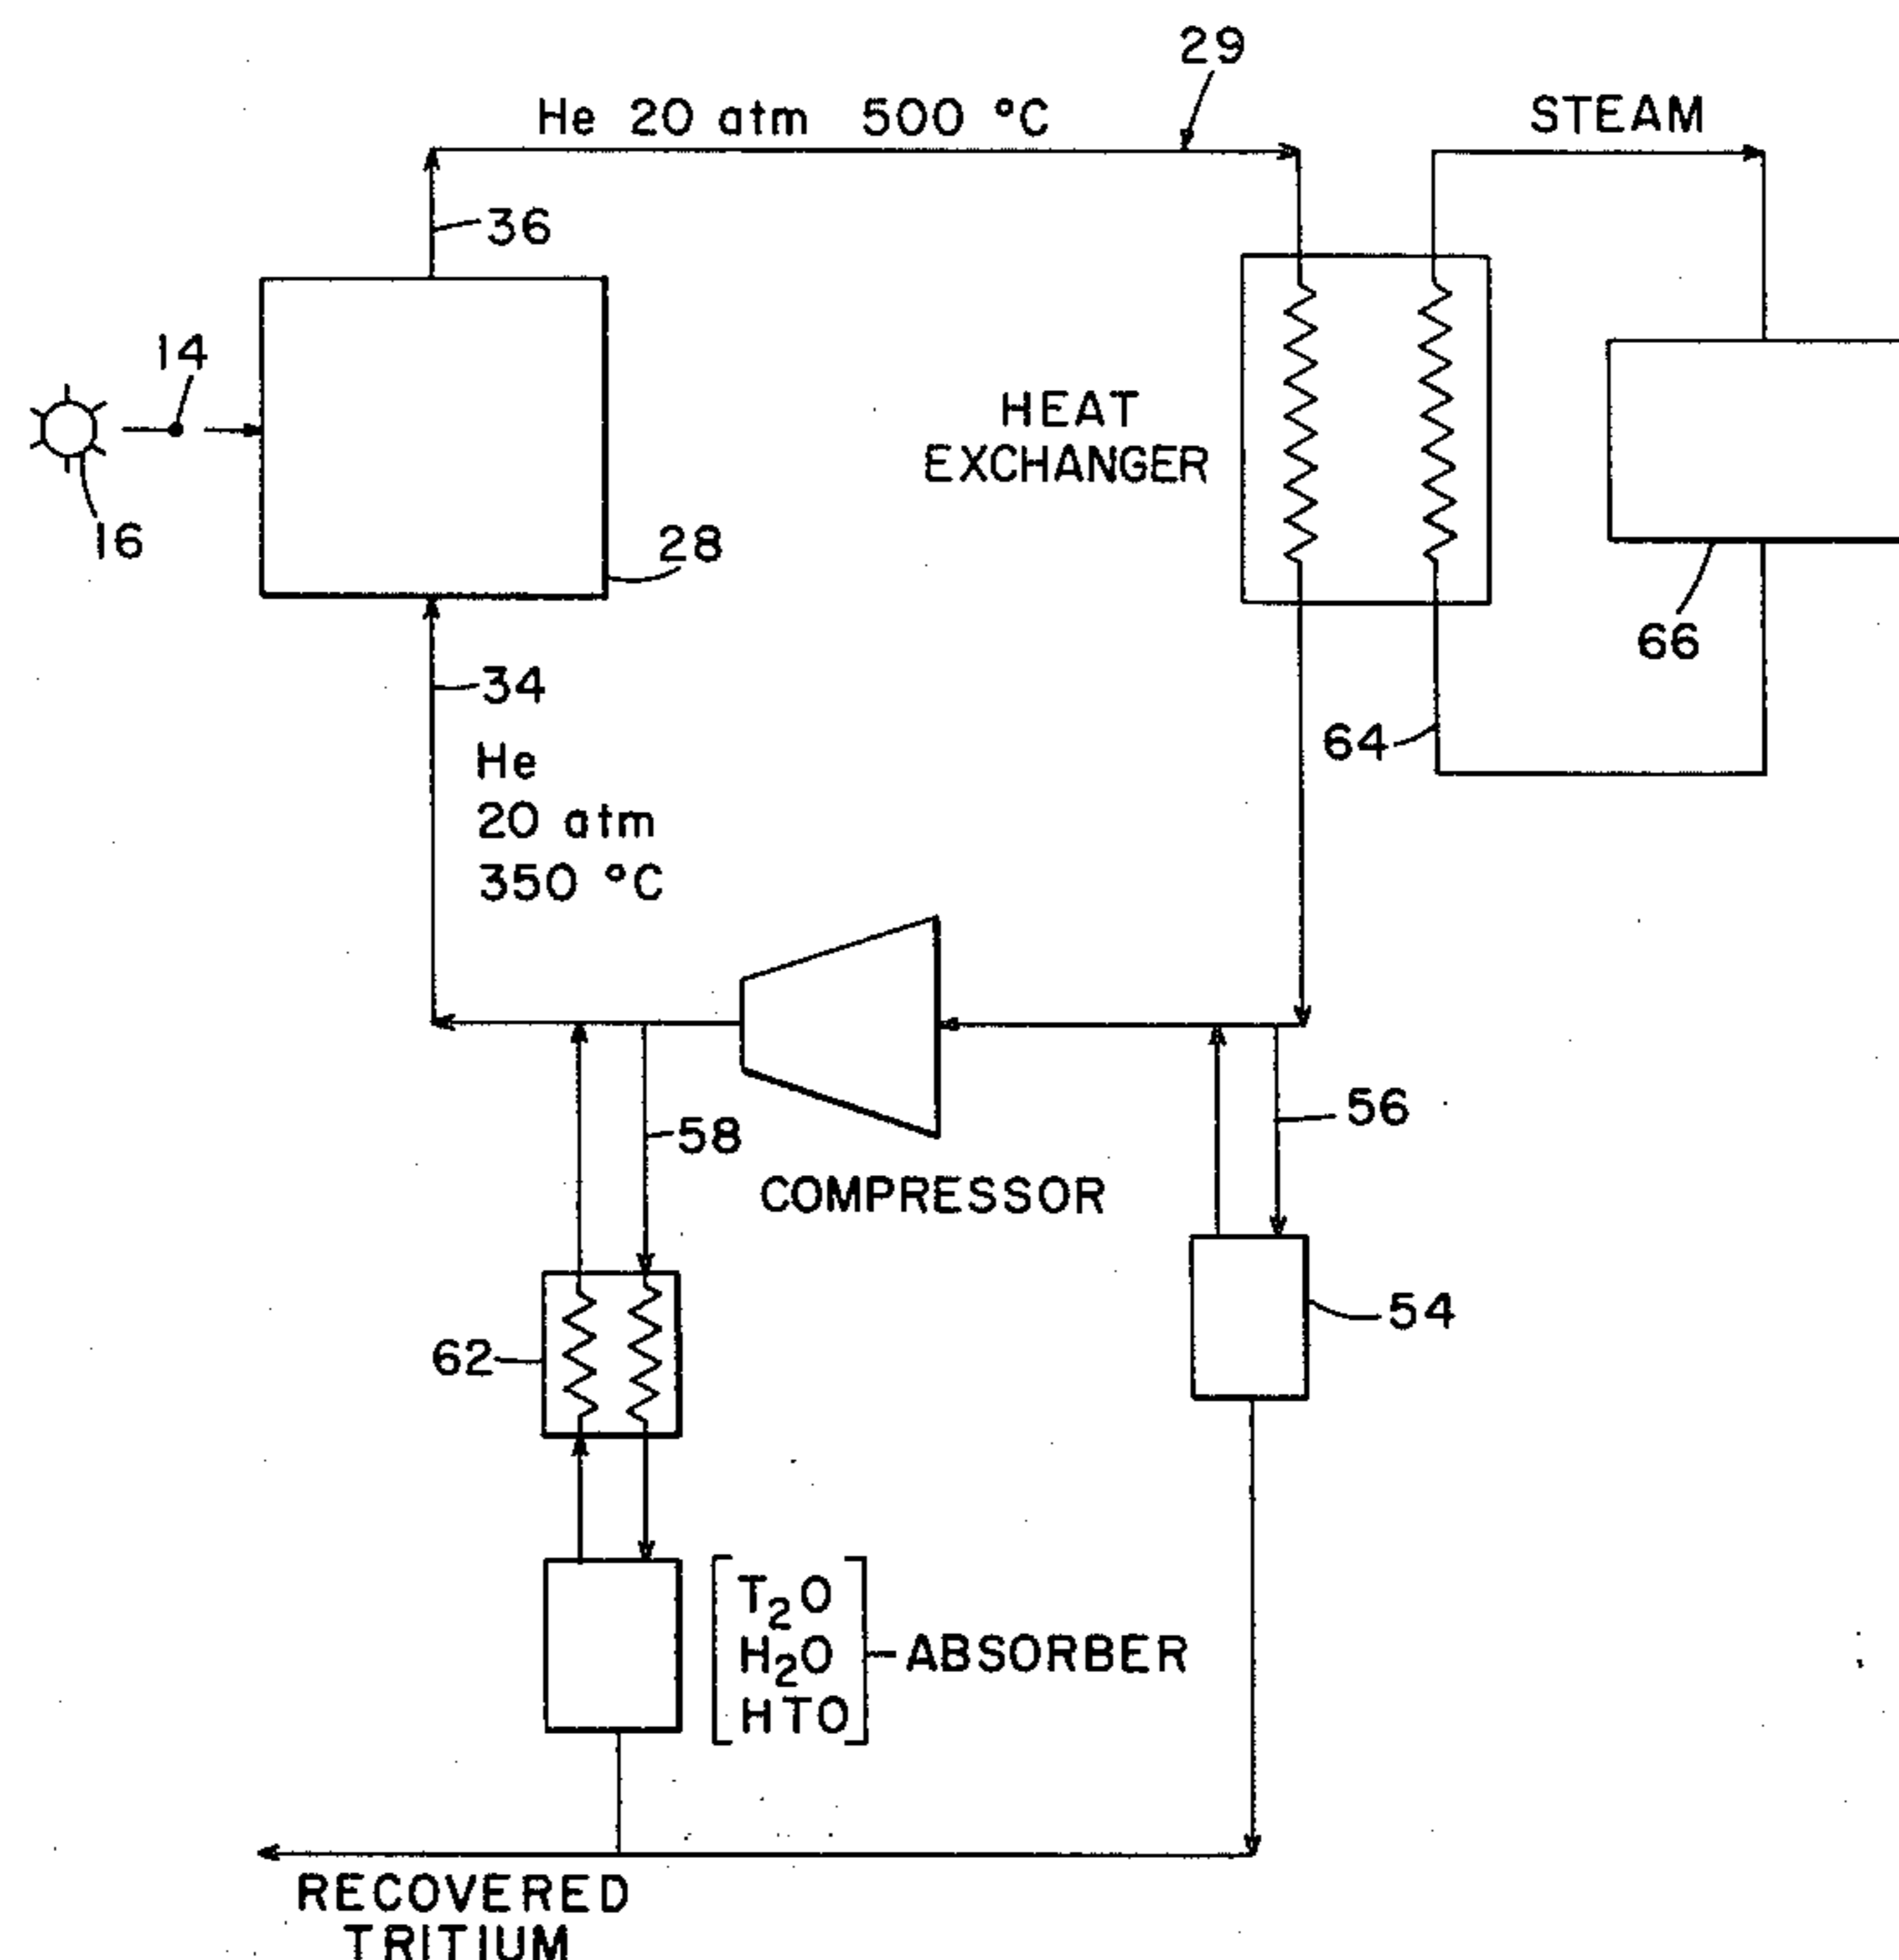 29
He 20 atm 500 °C
STEAM
36
14
HEAT
EXCHANGER
16
28
66
34
64
He
20 atm
350 °C
58
56
COMPRESSOR
54
62
T2O
H2O
HTO
ABSORBER
RECOVERED
TRITIUM